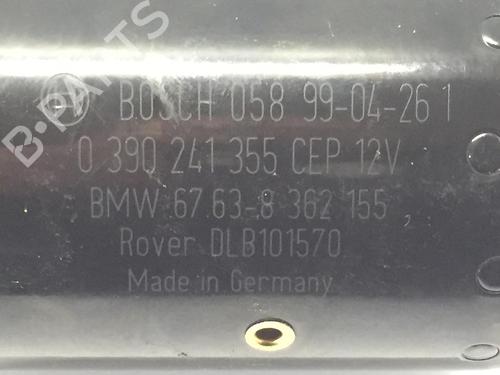 B-PARTS
BOSCH 058 99-04-26 1
0 390 241 355 CEP 12V
BMW 67.63-8 362 155
Rover DLB101570
Made in Germany